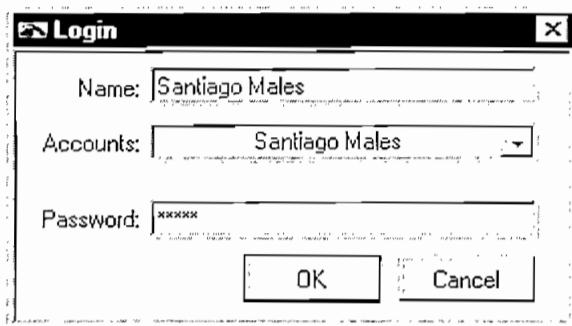 Login
Name: Santiago Males
Accounts: Santiago Males
Password: *****
OK Cancel